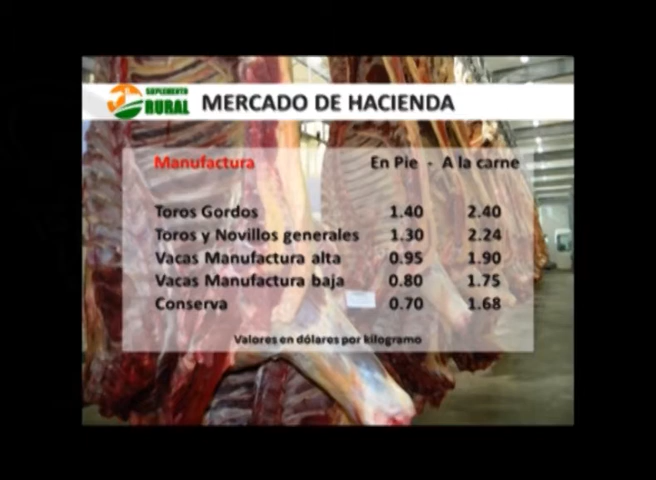 SUPLEMENTO
RURAL
MERCADO DE HACIENDA
Manufactura En Pie - A la carne
Toros Gordos 1.40 2.40
Toros y Novillos generales 1.30 2.24
Vacas Manufactura alta 0.95 1.90
Vacas Manufactura baja 0.80 1.75
Conserva 0.70 1.68
Valores en dólares por kilogramo